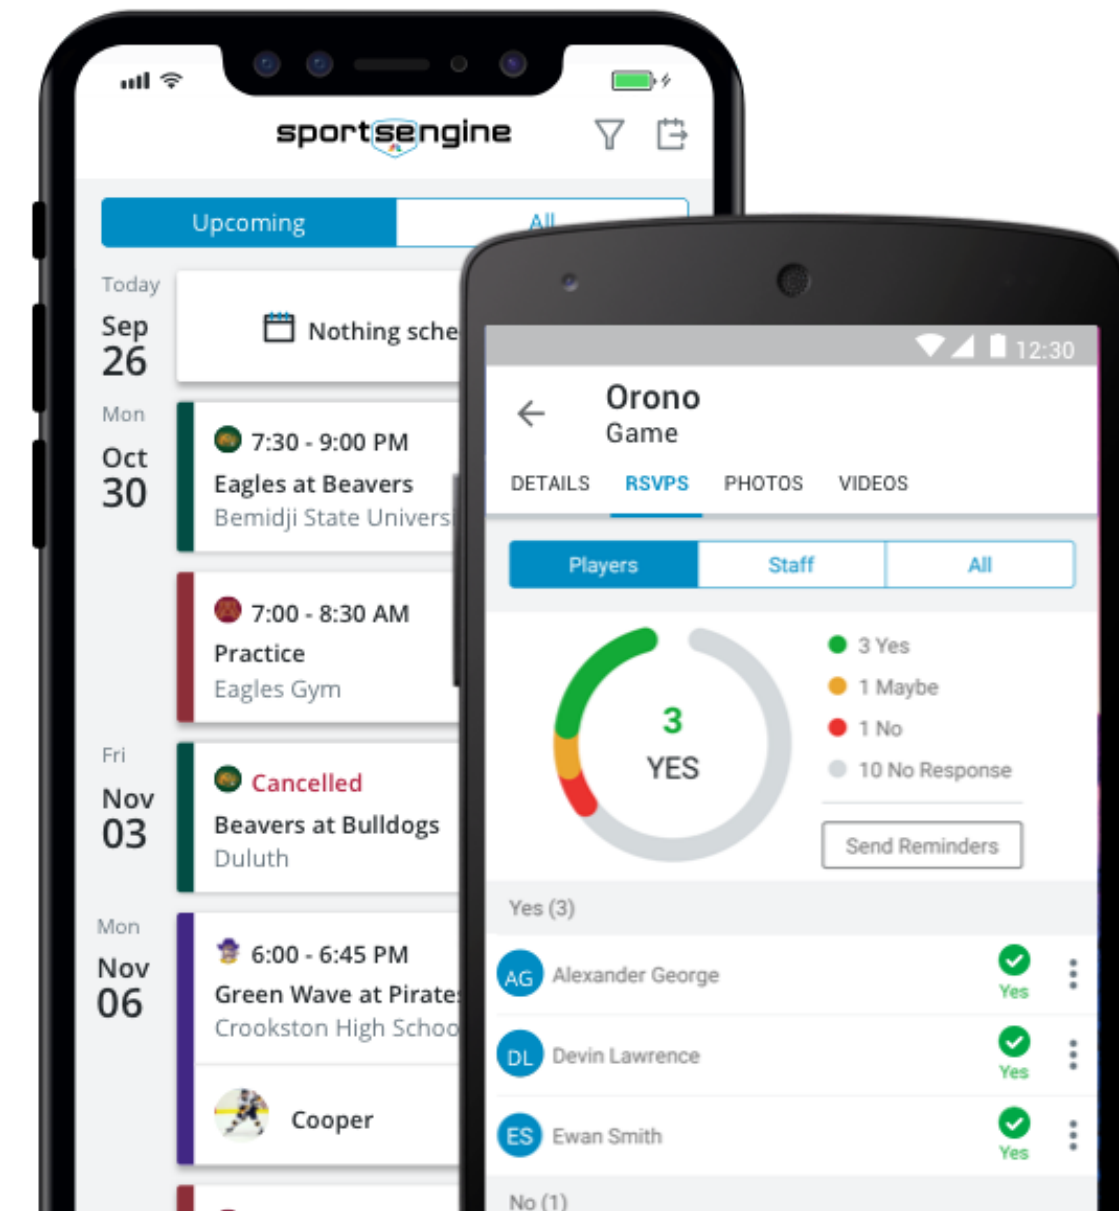 sportsengine
Upcoming
All
Today
Sep
26
Nothing sche
Mon
Oct
30
7:30 - 9:00 PM
Eagles at Beavers
Bemidji State Universi
7:00 - 8:30 AM
Practice
Eagles Gym
Fri
Nov
03
Cancelled
Beavers at Bulldogs
Duluth
Mon
Nov
06
6:00 - 6:45 PM
Green Wave at Pirates
Crookston High Schoo
Cooper
12:30
Orono
Game
DETAILS RSVPS PHOTOS VIDEOS
Players Staff All
3
YES
3 Yes
1 Maybe
1 No
10 No Response
Send Reminders
Yes (3)
AG Alexander George Yes
DL Devin Lawrence Yes
ES Ewan Smith Yes
No (1)